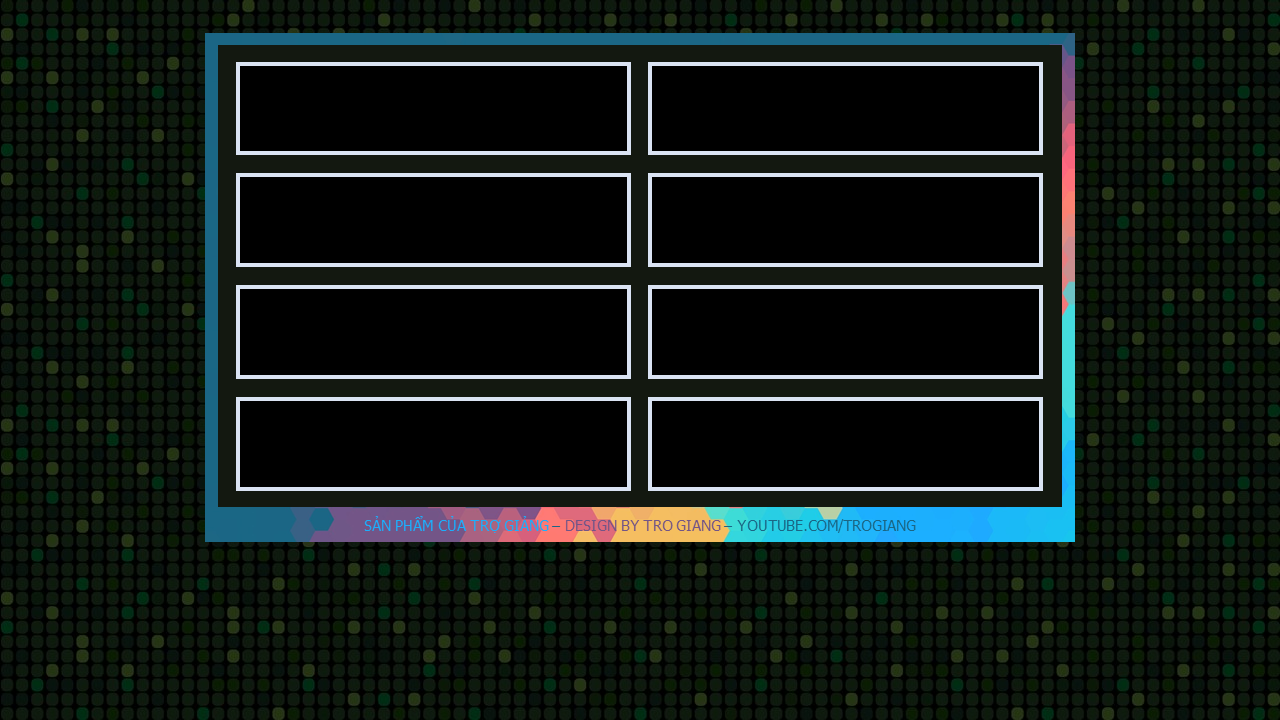 SẢN PHẨM CỦA TRỢ GIẢNG – DESIGN BY TRO GIANG – YOUTUBE.COM/TROGIANG